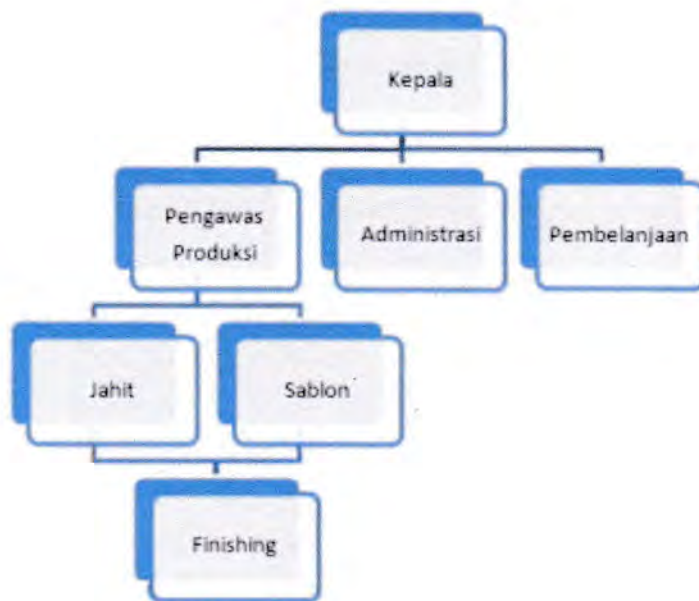 Kepala
Pengawas
Produksi
Administrasi
Pembelanjaan
Jahit
Sablon
Finishing